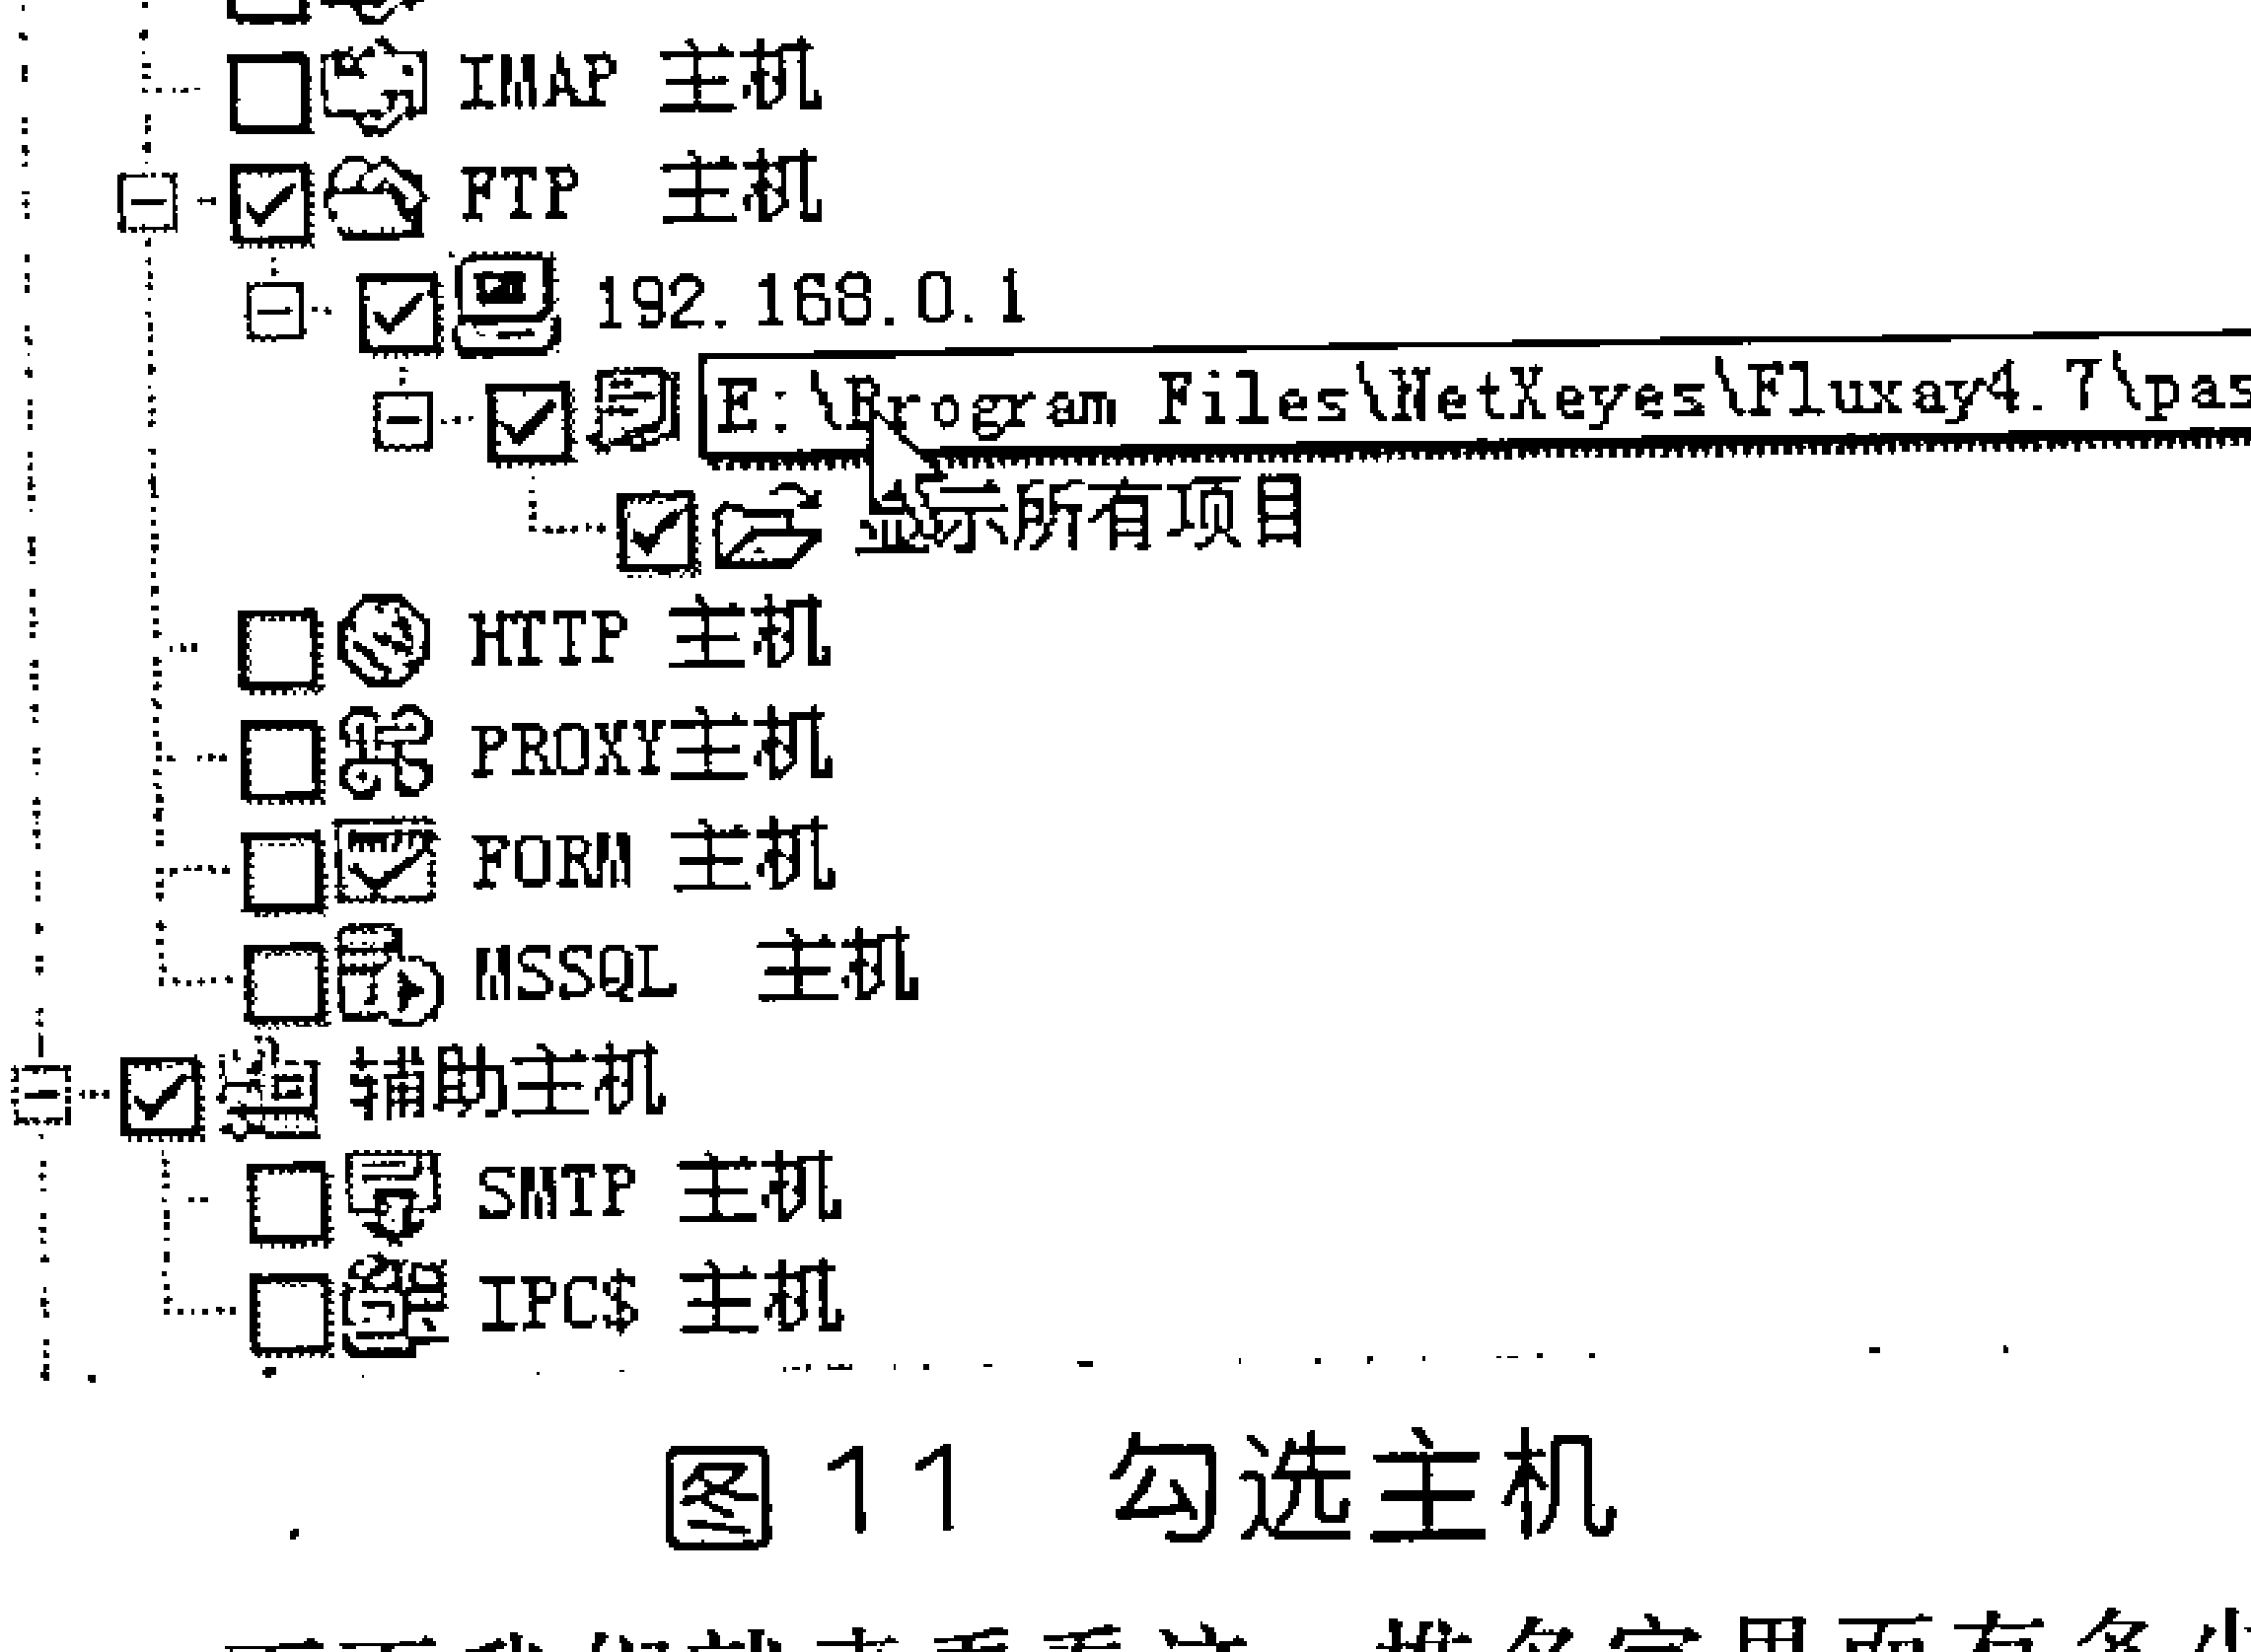 IMAP 主机
FTP 主机
192.168.0.1
E:\Program Files\NetXeyes\Fluxay4.7\pas
显示所有项目
HTTP 主机
PROXY主机
FORM 主机
MSSQL 主机
辅助主机
SMTP 主机
IPC$ 主机
图11 勾选主机